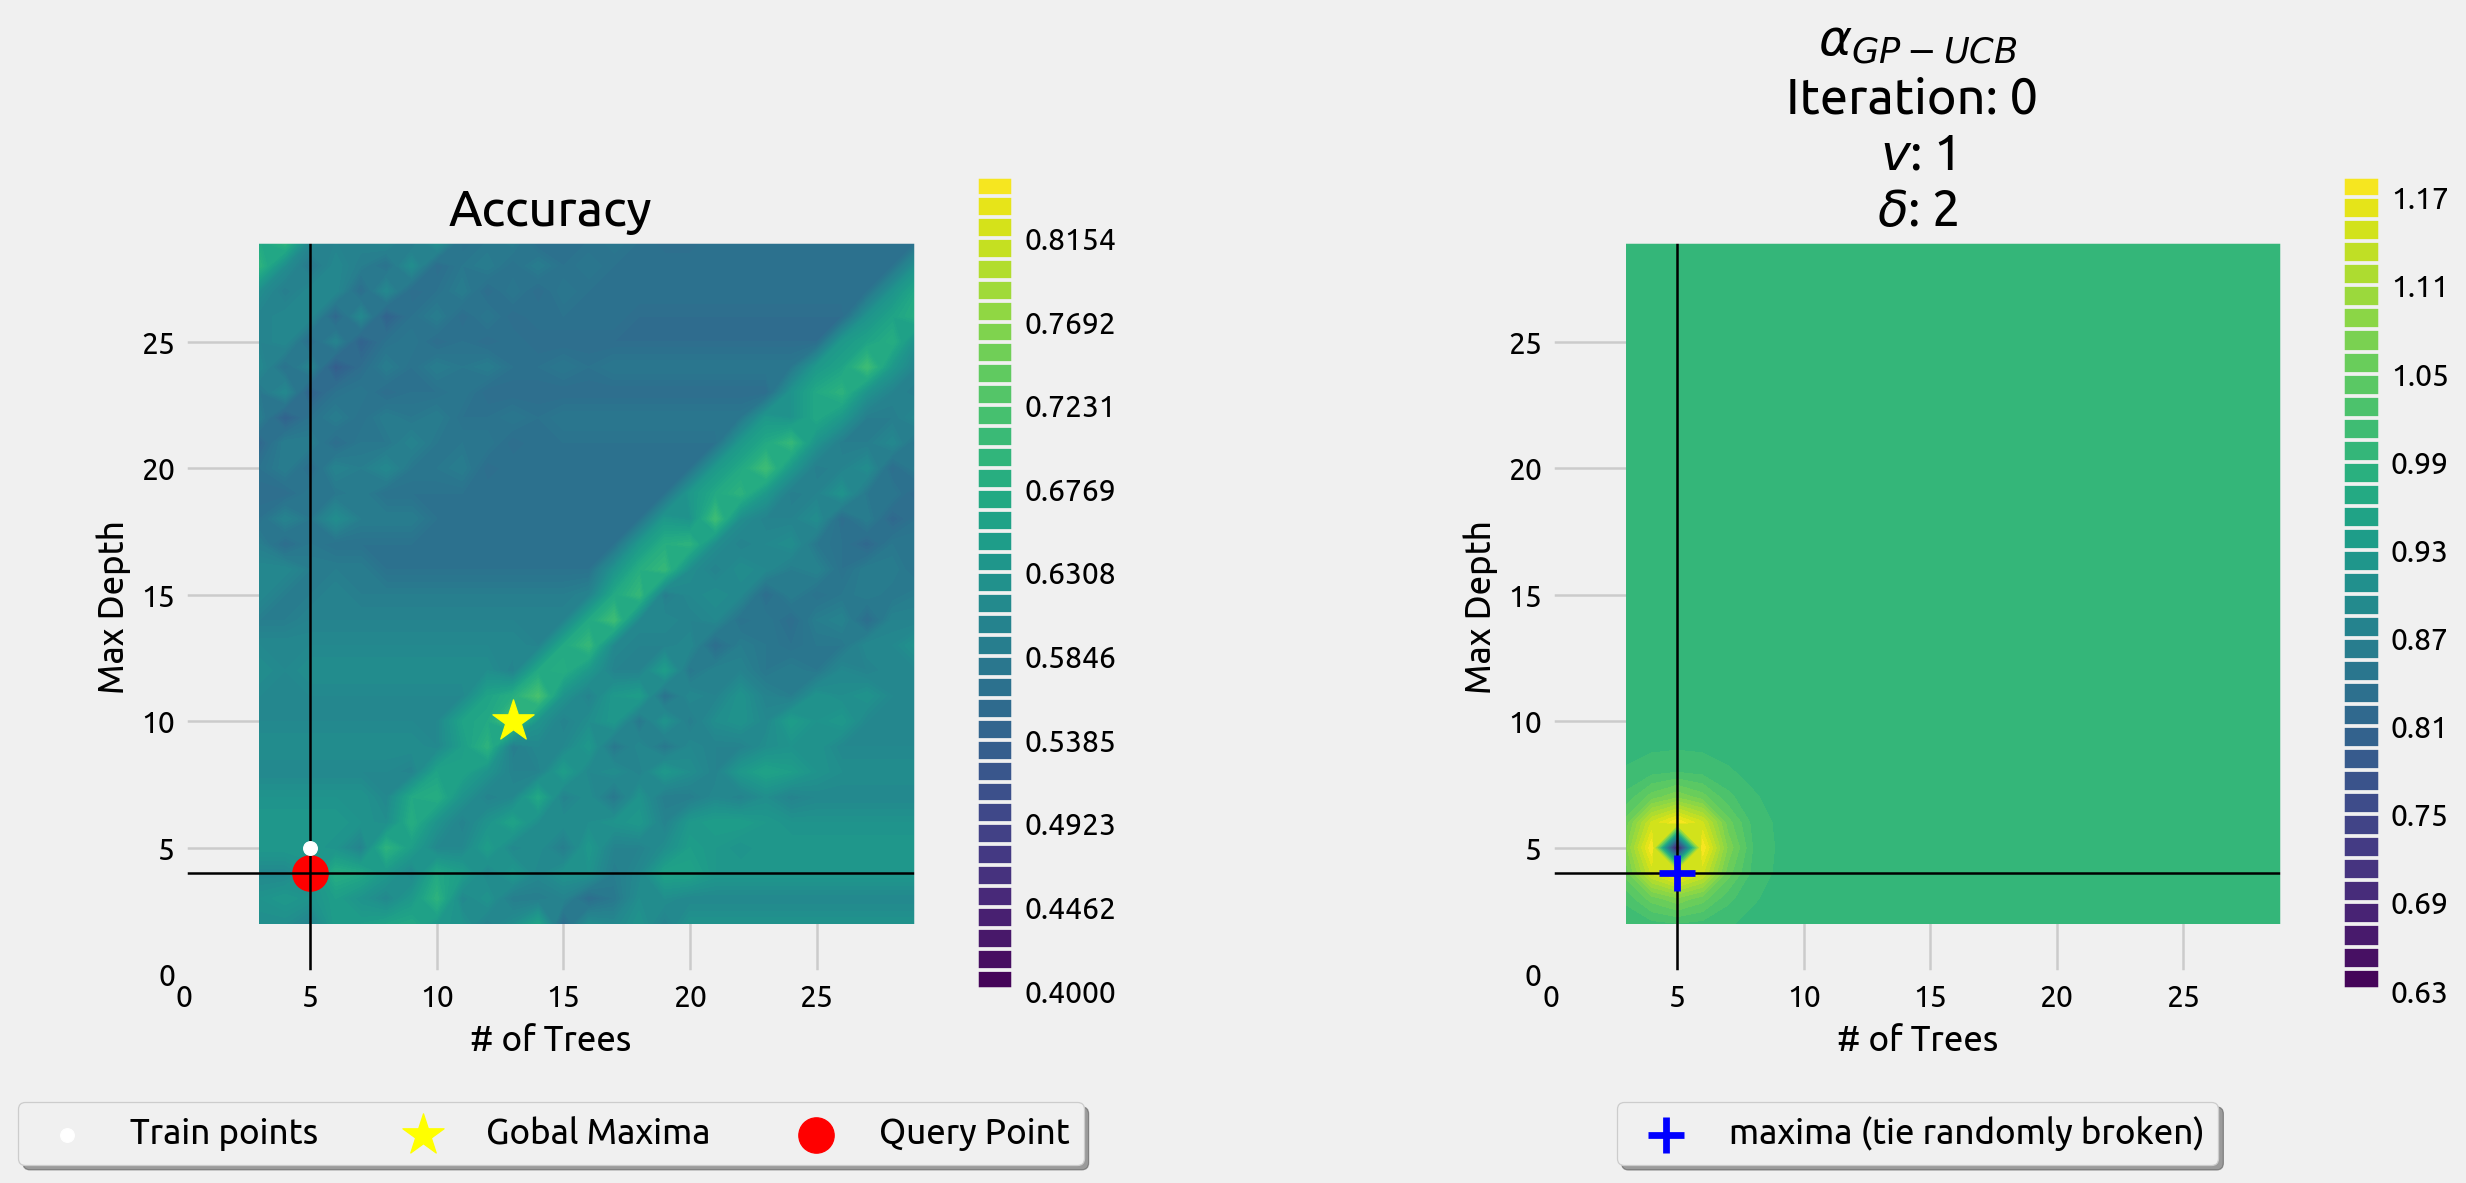 Accuracy
Max Depth
25
20
15
10
5
0
0 5 10 15 20 25
# of Trees
0.8154
0.7692
0.7231
0.6769
0.6308
0.5846
0.5385
0.4923
0.4462
0.4000
Train points Gobal Maxima Query Point
α_{GP − UCB}
Iteration: 0
ν: 1
δ: 2
Max Depth
25
20
15
10
5
0
0 5 10 15 20 25
# of Trees
1.17
1.11
1.05
0.99
0.93
0.87
0.81
0.75
0.69
0.63
maxima (tie randomly broken)